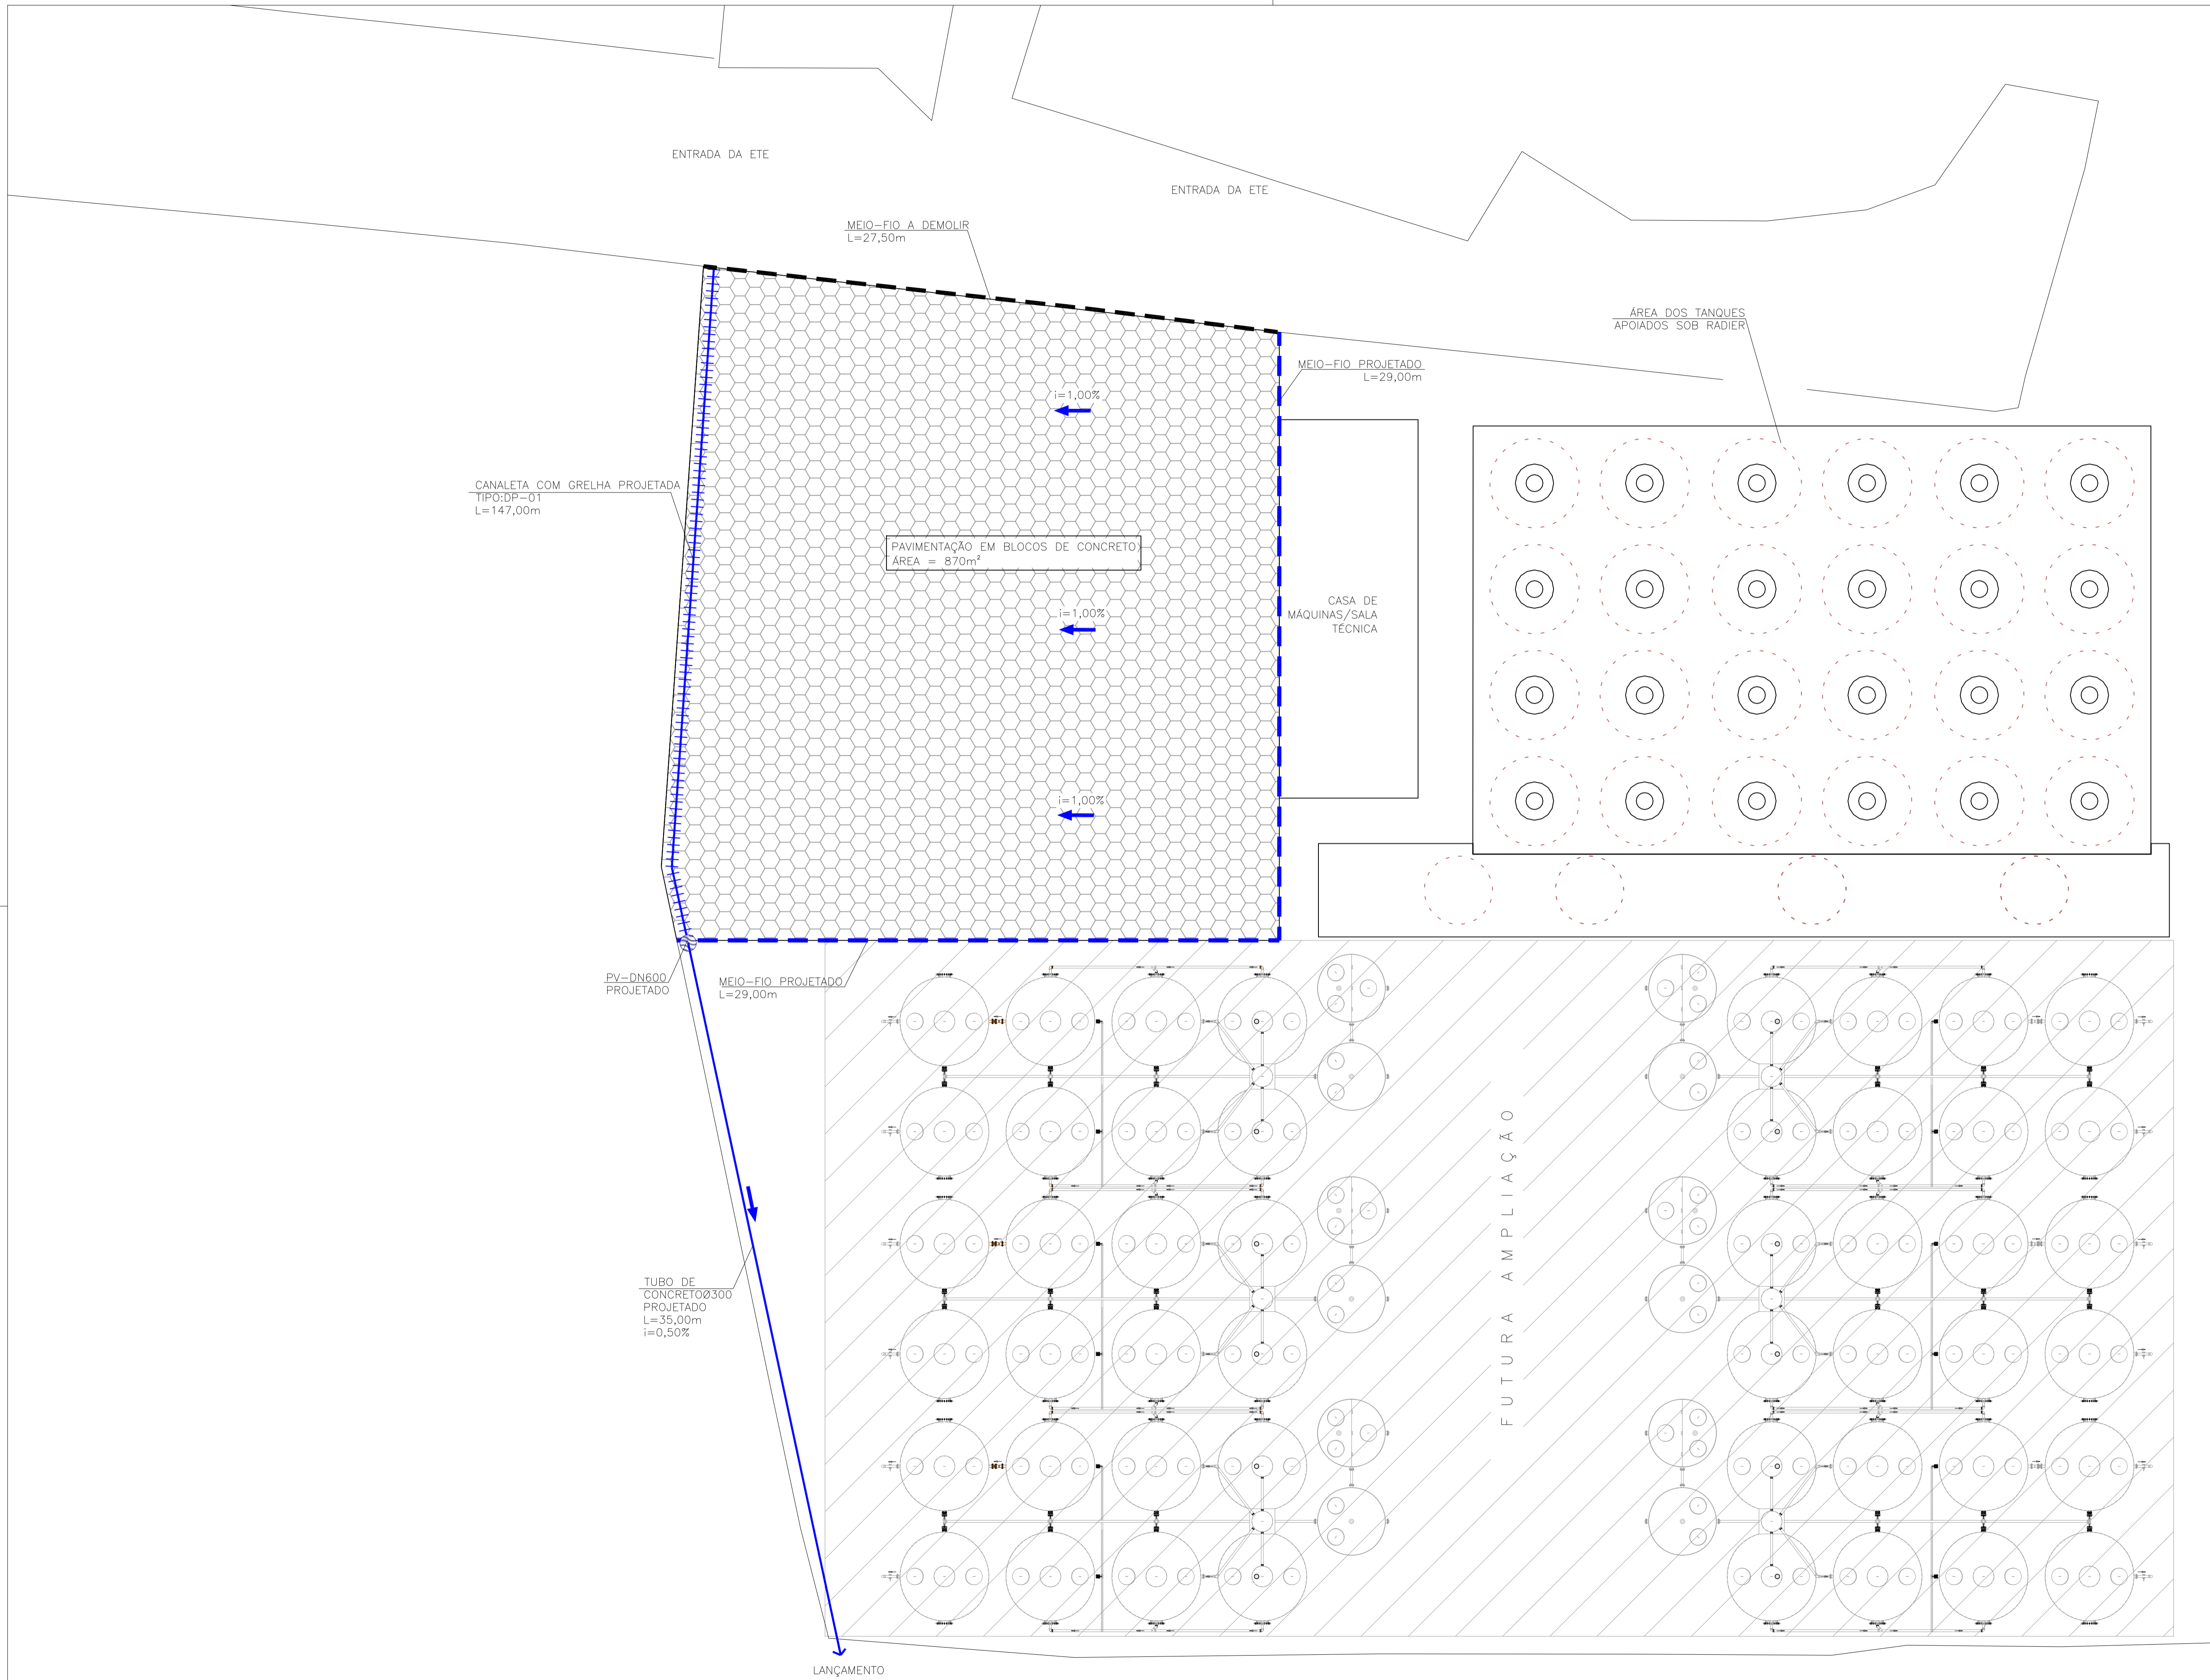 ENTRADA DA ETE
ENTRADA DA ETE
MEIO-FIO A DEMOLIR
L=27,50m
ÁREA DOS TANQUES
APOIADOS SOB RADIER
MEIO-FIO PROJETADO
L=29,00m
i=1,00%
CANALETA COM GRELHA PROJETADA
TIPO:DP-01
L=147,00m
PAVIMENTAÇÃO EM BLOCOS DE CONCRETO
ÁREA = 870m²
CASA DE
MÁQUINAS/SALA
TÉCNICA
i=1,00%
i=1,00%
PV-DN600
PROJETADO
MEIO-FIO PROJETADO
L=29,00m
FUTURA AMPLIAÇÃO
TUBO DE
CONCRETOØ300
PROJETADO
L=35,00m
i=0,50%
LANÇAMENTO